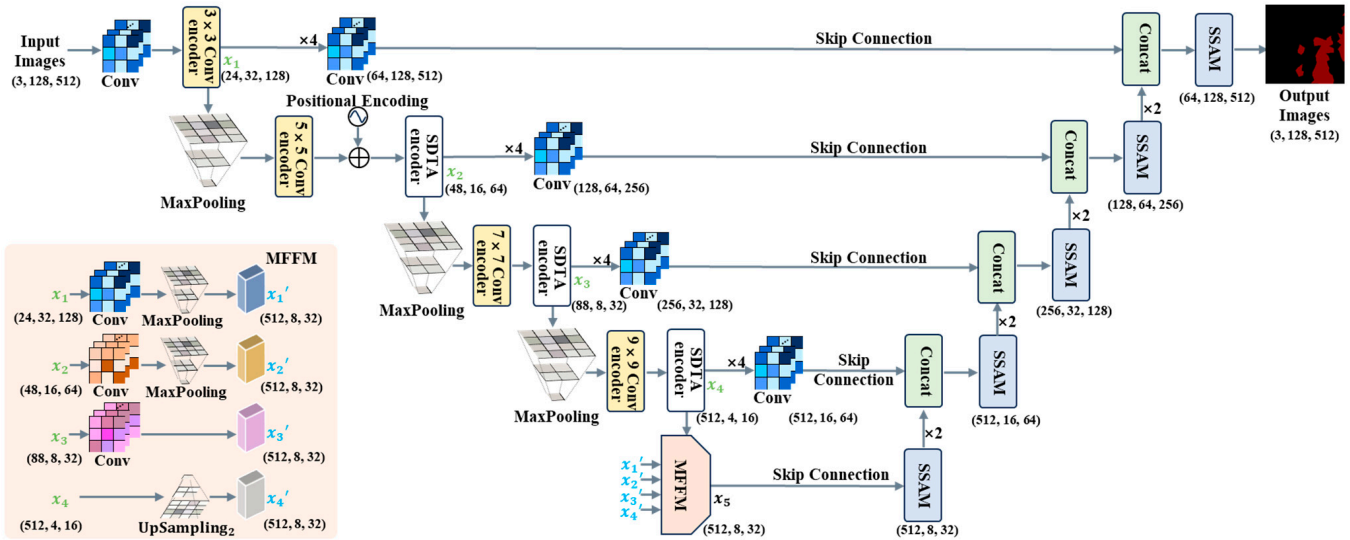 Input
Images
(3, 128, 512)
Conv
3 × 3 Conv
encoder
x₁
(24, 32, 128)
×4
Conv
(64, 128, 512)
Skip Connection
Concat
SSAM
(64, 128, 512)
Output
Images
(3, 128, 512)
MaxPooling
5 × 5 Conv
encoder
Positional Encoding
SDTA
encoder
x₂
(48, 16, 64)
×4
Conv
(128, 64, 256)
Skip Connection
Concat
×2
SSAM
(128, 64, 256)
MaxPooling
7 × 7 Conv
encoder
SDTA
encoder
x₃
(88, 8, 32)
×4
Conv
(256, 32, 128)
Skip Connection
Concat
×2
SSAM
(256, 32, 128)
MaxPooling
9 × 9 Conv
encoder
SDTA
encoder
x₄
(512, 4, 16)
×4
Conv
(512, 16, 64)
Skip
Connection
Concat
×2
SSAM
(512, 16, 64)
x₁′
x₂′
x₃′
x₄′
MFFM
x₅
(512, 8, 32)
Skip Connection
×2
SSAM
(512, 8, 32)
MFFM
x₁
(24, 32, 128)
Conv
MaxPooling
x₁′
(512, 8, 32)
x₂
(48, 16, 64)
Conv
MaxPooling
x₂′
(512, 8, 32)
x₃
(88, 8, 32)
Conv
x₃′
(512, 8, 32)
x₄
(512, 4, 16)
UpSampling₂
x₄′
(512, 8, 32)